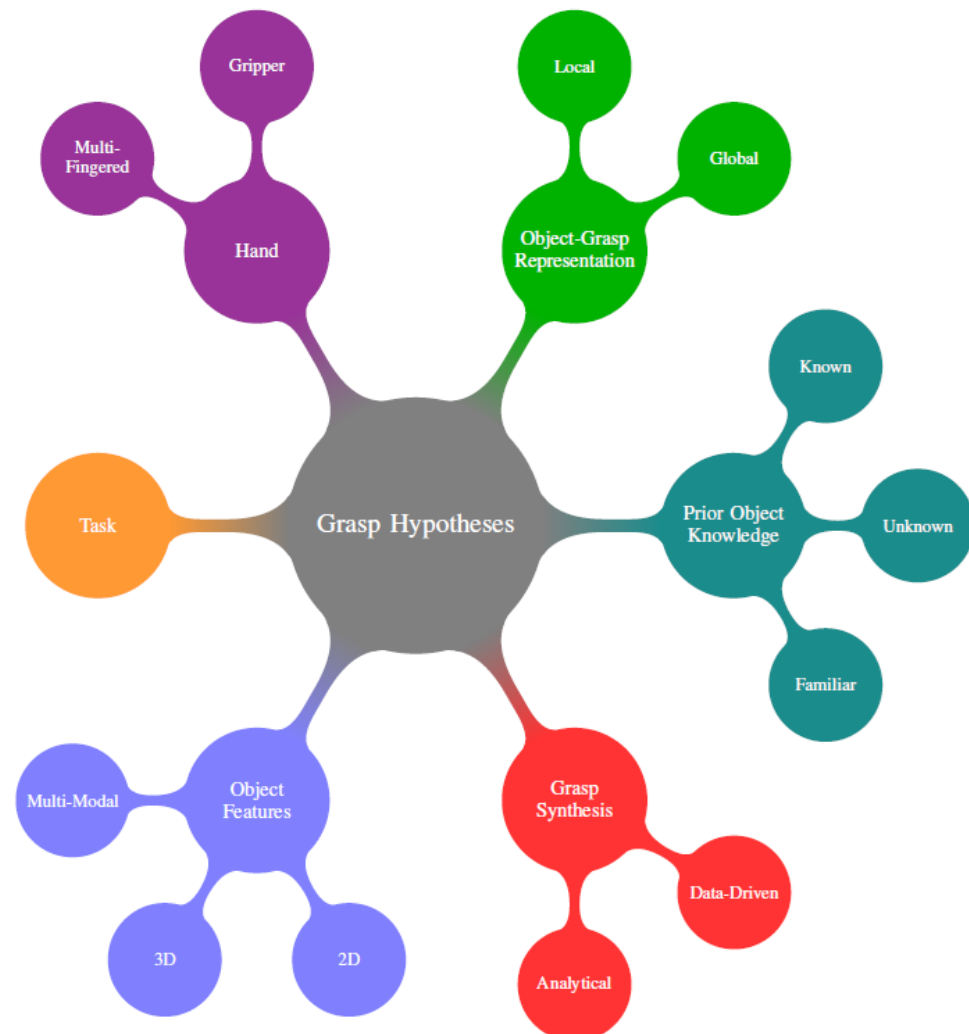 Gripper
Local
Multi-
Fingered
Global
Hand
Object-Grasp
Representation
Known
Task
Grasp Hypotheses
Prior Object
Knowledge
Unknown
Familiar
Multi-Modal
Object
Features
Grasp
Synthesis
Data-Driven
3D
2D
Analytical